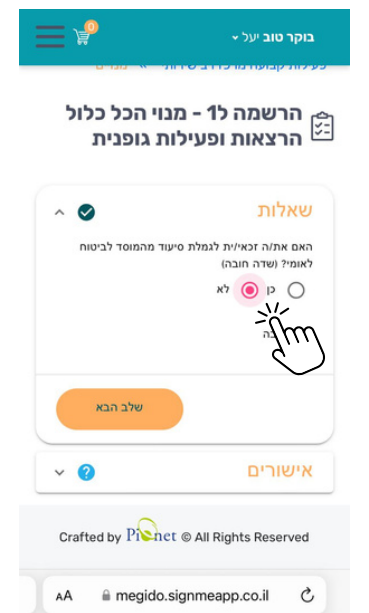 0
בוקר טוב יעל
הרשמה ל1 - מנוי הכל כלול
הרצאות ופעילות גופנית
שאלות
האם את/ה זכאי/ית לגמלת סיעוד מהמוסד לביטוח
לאומי? (שדה חובה)
כן לא
שלב הבא
אישורים
?
Crafted by Pionet © All Rights Reserved
AA megido.signmeapp.co.il